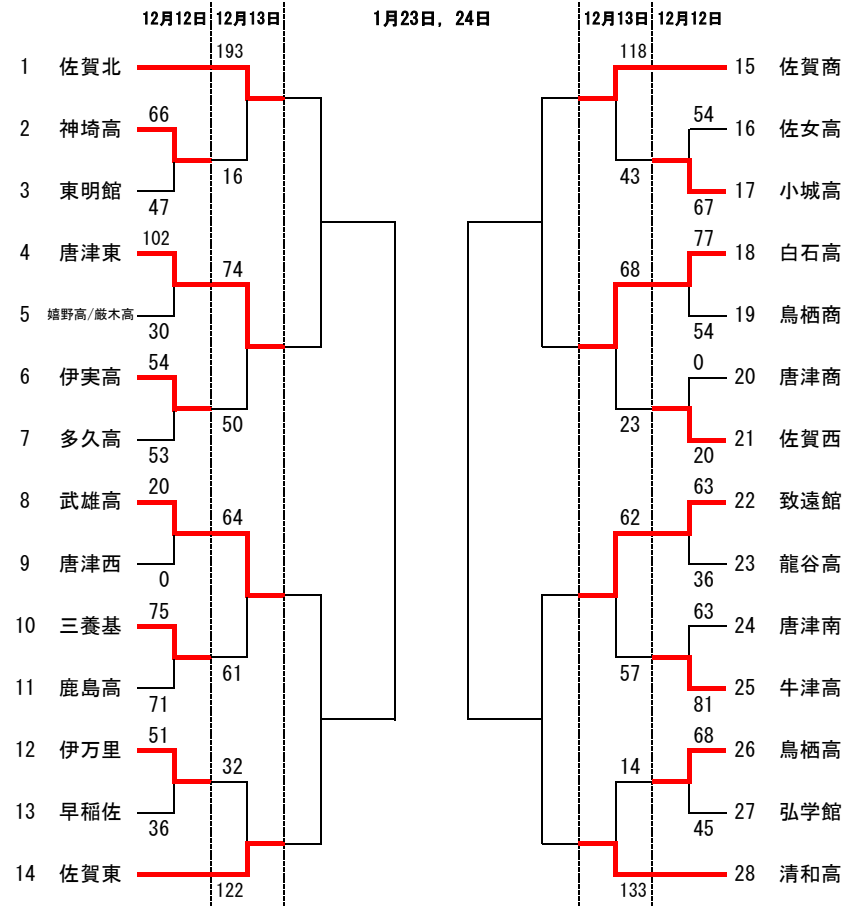 12月12日 12月13日 1月23日，24日 12月13日 12月12日
193 118
1 佐賀北 15 佐賀商
66 54
2 神埼高 16 佐女高
16 43
3 東明館 17 小城高
47 67
102 77
4 唐津東 74 68 18 白石高
5 嬉野高/厳木高 19 鳥栖商
30 54
54 0
6 伊実高 20 唐津商
50 23
7 多久高 21 佐賀西
53 20
20 63
8 武雄高 64 62 22 致遠館
9 唐津西 23 龍谷高
0 36
75 63
10 三養基 24 唐津南
61 57
11 鹿島高 25 牛津高
71 81
51 68
12 伊万里 32 14 26 鳥栖高
13 早稲佐 27 弘学館
36 45
14 佐賀東 28 清和高
122 133